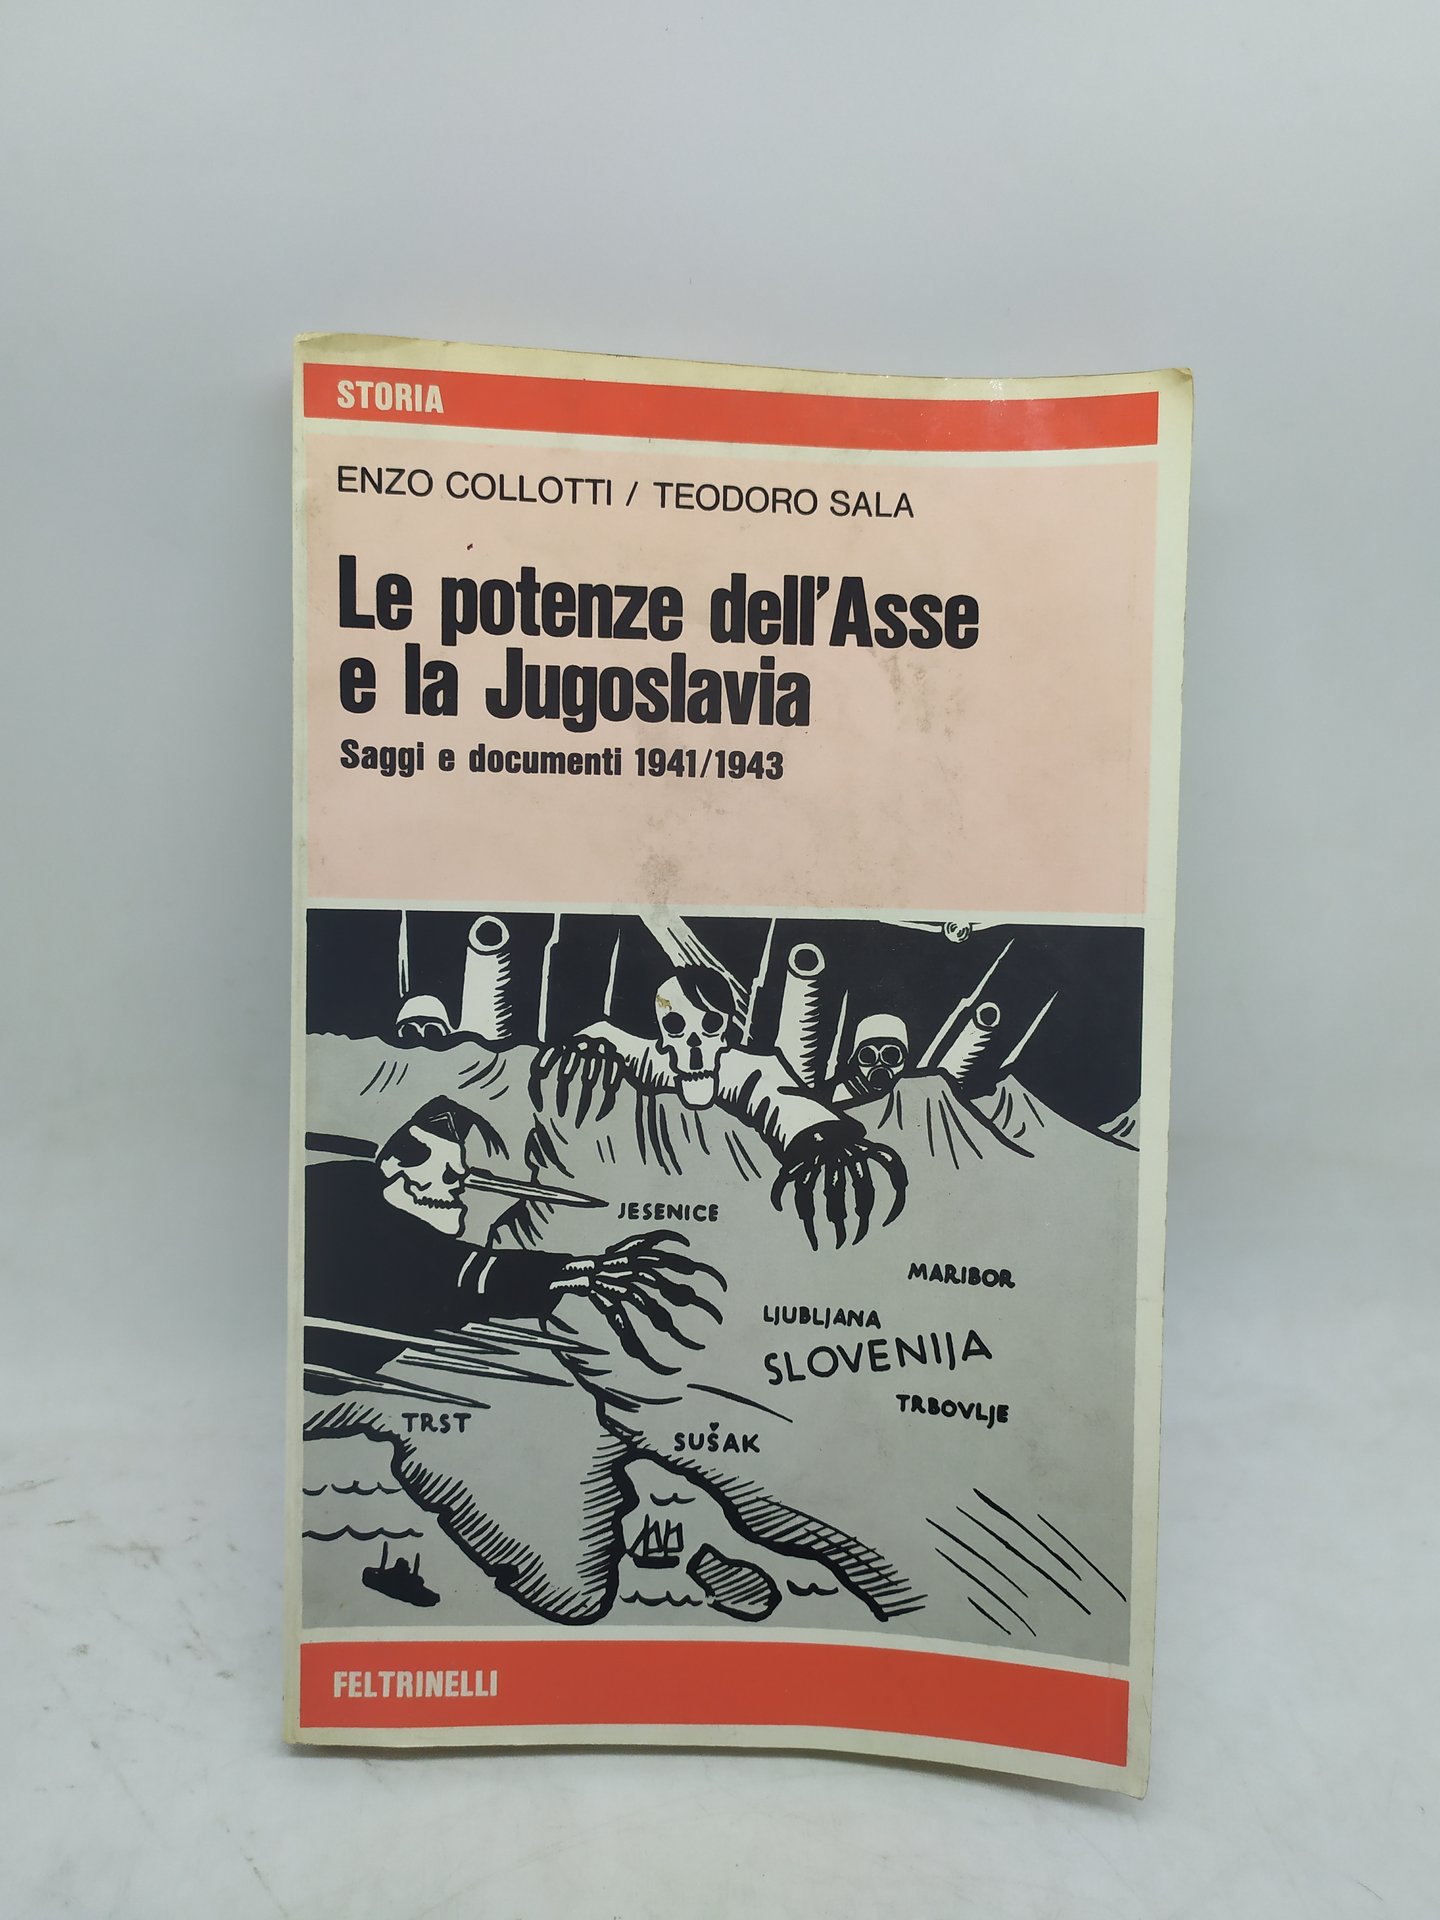 STORIA
ENZO COLLOTTI / TEODORO SALA
Le potenze dell'Asse
e la Jugoslavia
Saggi e documenti 1941/1943
JESENICE
MARIBOR
LJUBLJANA
SLOVENIJA
TRBOVLJE
TRST
SUŠAK
FELTRINELLI